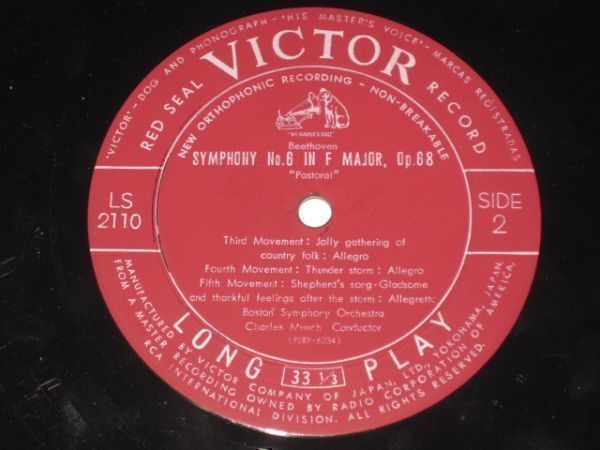 "VICTOR" - DOG AND PHONOGRAPH - "HIS MASTER'S VOICE" - MARCAS REGISTRADAS
RED SEAL VICTOR RECORD
NEW ORTHOPHONIC RECORDING - NON-BREAKABLE
"HIS MASTER'S VOICE"
Beethoven
SYMPHONY No.6 IN F MAJOR, Op.68
"Pastoral"
LS
2110
SIDE
2
Third Movement: Jolly gathering of
country folk: Allegro
Fourth Movement: Thunder storm: Allegro
Fifth Movement: Shepherd's song-Gladsome
and thankful feelings after the storm: Allegretto
Boston Symphony Orchestra
Charles Munch, Conductor
(F2RP-6334)
LONG 33 1/3 PLAY
MANUFACTURED BY VICTOR COMPANY OF JAPAN, LTD., YOKOHAMA, JAPAN,
FROM A MASTER RECORDING OWNED BY RADIO CORPORATION OF AMERICA,
RCA INTERNATIONAL DIVISION. ALL RIGHTS RESERVED.